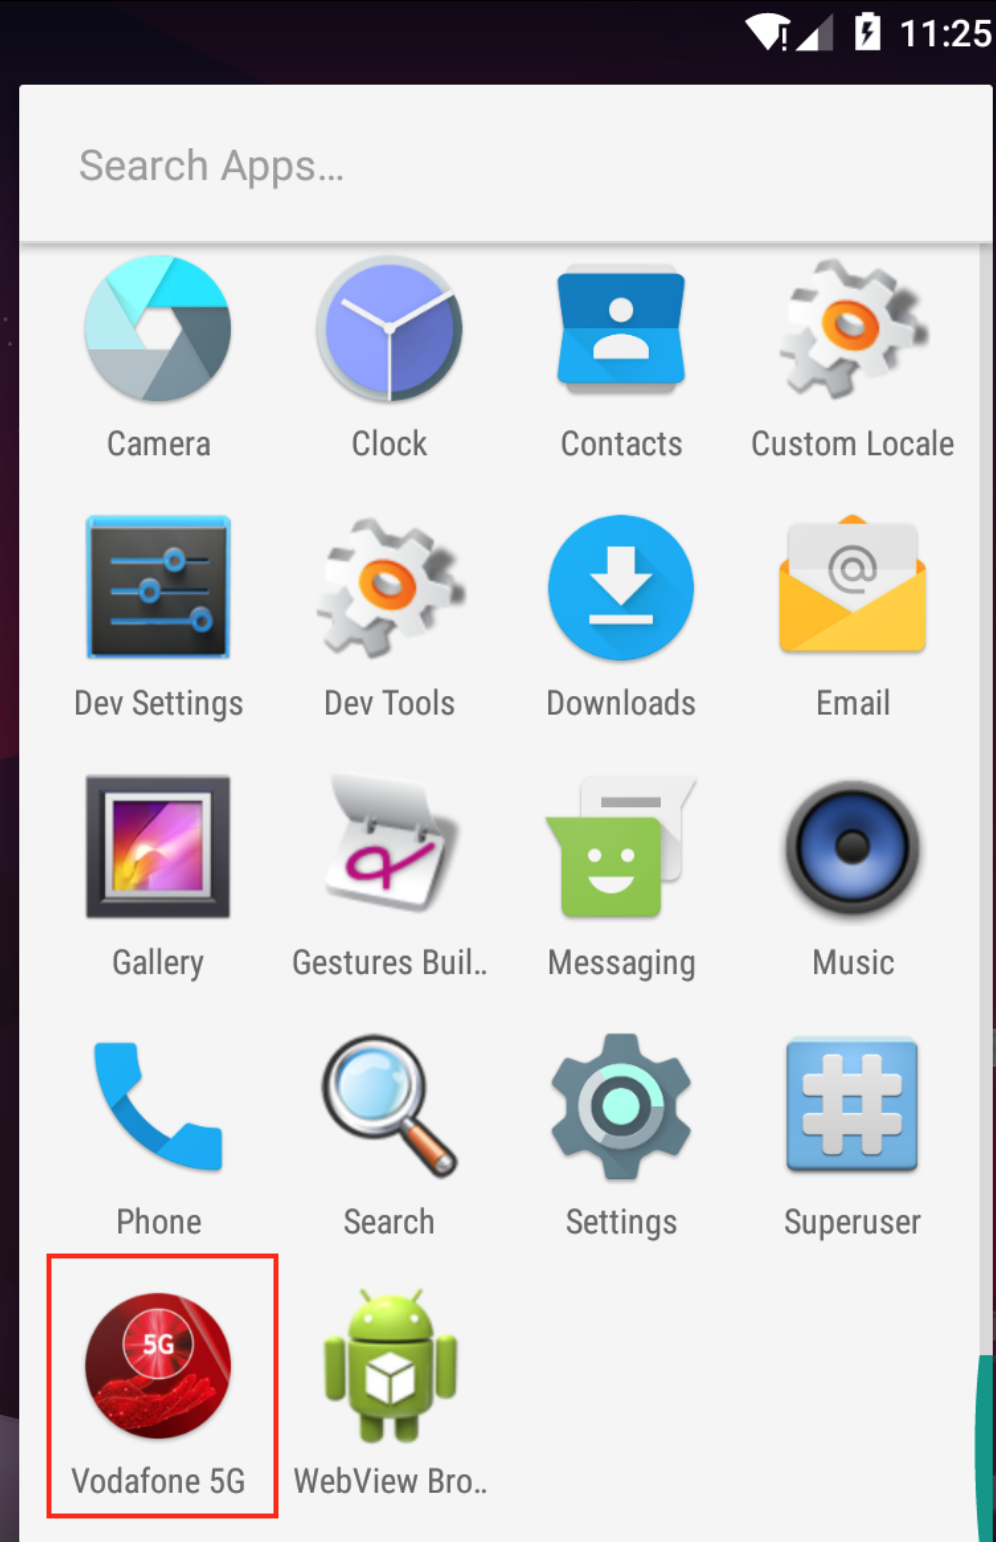 11:25
Search Apps...
Camera
Clock
Contacts
Custom Locale
Dev Settings
Dev Tools
Downloads
@
Email
Gallery
Gestures Buil..
Messaging
Music
Phone
Search
Settings
#
Superuser
5G
Vodafone 5G
WebView Bro..